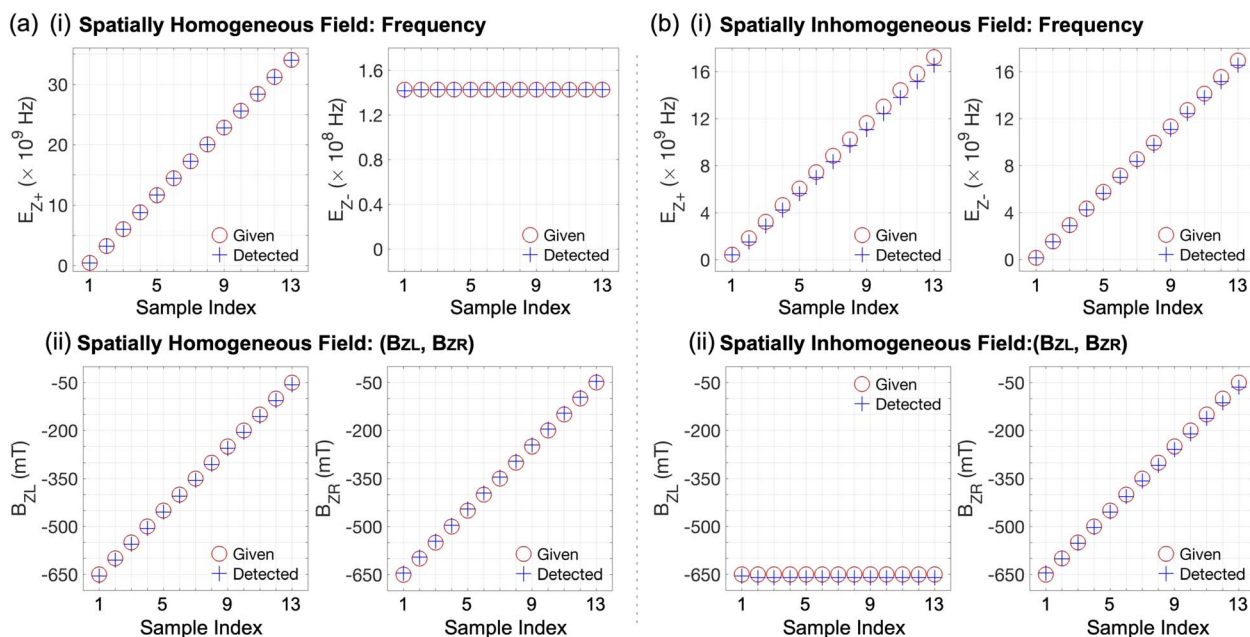 (a) (i) Spatially Homogeneous Field: Frequency
E_Z+ (× 10^9 Hz)
30
20
10
0
Given
Detected
1 5 9 13
Sample Index
E_Z- (× 10^8 Hz)
1.6
1.2
0.8
0.4
0
Given
Detected
1 5 9 13
Sample Index
(ii) Spatially Homogeneous Field: (BZL, BZR)
B_ZL (mT)
-50
-200
-350
-500
-650
Given
Detected
1 5 9 13
Sample Index
B_ZR (mT)
-50
-200
-350
-500
-650
Given
Detected
1 5 9 13
Sample Index
(b) (i) Spatially Inhomogeneous Field: Frequency
E_Z+ (× 10^9 Hz)
16
12
8
4
0
Given
Detected
1 5 9 13
Sample Index
E_Z- (× 10^9 Hz)
16
12
8
4
0
Given
Detected
1 5 9 13
Sample Index
(ii) Spatially Inhomogeneous Field:(BZL, BZR)
B_ZL (mT)
-50
-200
-350
-500
-650
Given
Detected
1 5 9 13
Sample Index
B_ZR (mT)
-50
-200
-350
-500
-650
Given
Detected
1 5 9 13
Sample Index